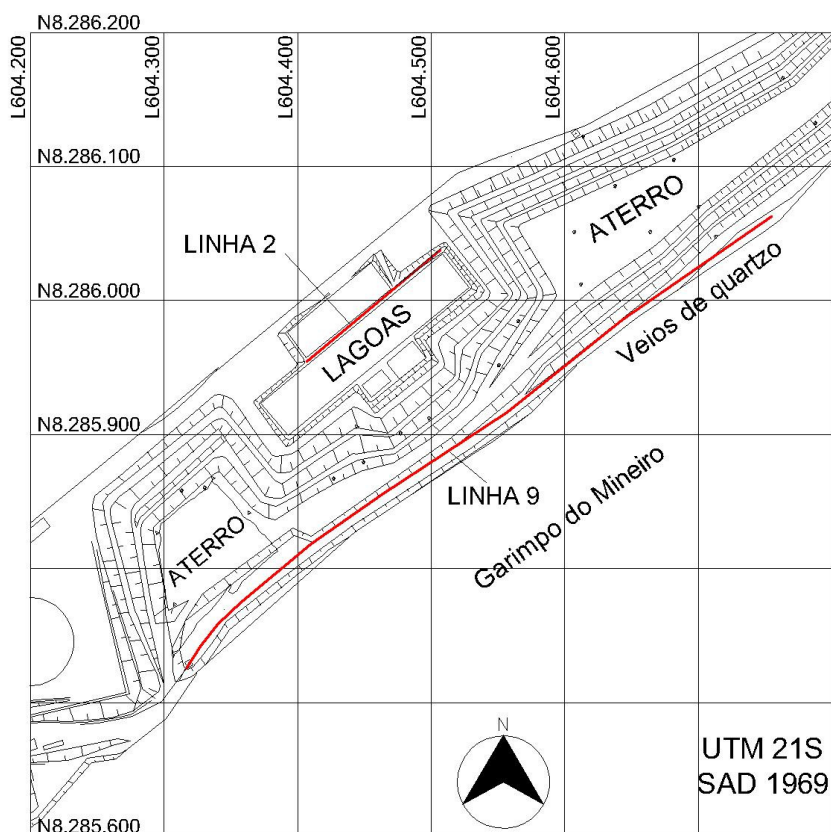 N8.286.200
L604.200
L604.300
L604.400
L604.500
L604.600
N8.286.100
ATERRO
LINHA 2
N8.286.000
LAGOAS
Veios de quartzo
N8.285.900
LINHA 9
Garimpo do Mineiro
ATERRO
N
UTM 21S
SAD 1969
N8.285.600